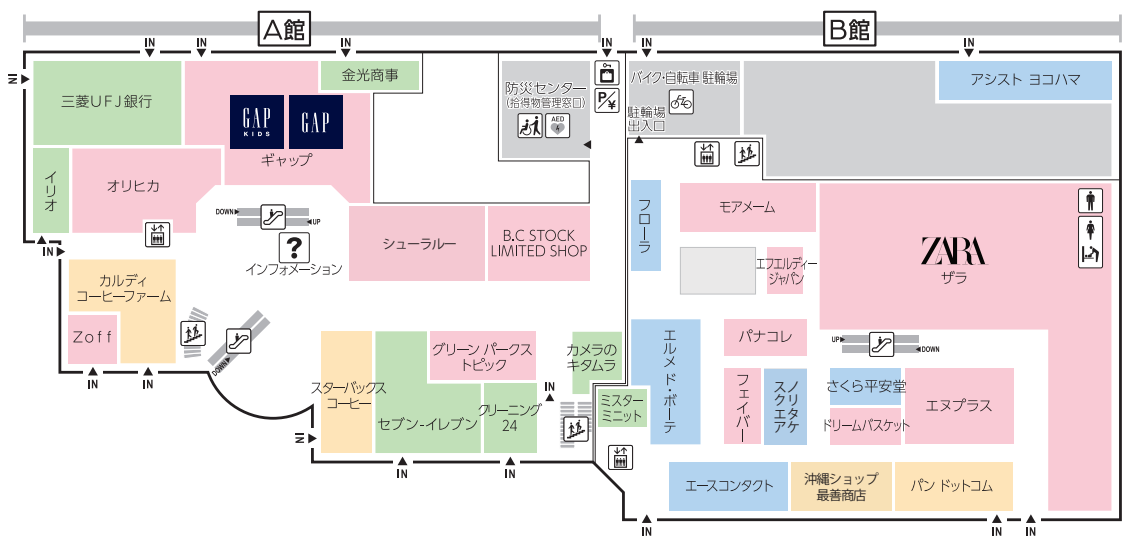 A館
B館
IN
IN
IN
IN
IN
IN
三菱UFJ銀行
金光商事
GAP
KIDS
GAP
ギャップ
防災センター
(拾得物管理窓口)
AED
P/¥
バイク・自転車 駐輪場
駐輪場
出入口
アシスト ヨコハマ
イリオ
オリヒカ
DOWN
UP
?
インフォメーション
シューラルー
B.C STOCK
LIMITED SHOP
フローラ
モアメーム
エフエルディー
ジャパン
ZARA
ザラ
IN
カルディ
コーヒーファーム
Zoff
DOWN
IN
IN
スターバックス
コーヒー
セブン-イレブン
グリーン パークス
トピック
クリーニング
24
カメラの
キタムラ
IN
ミスター
ミニット
IN
IN
IN
エルメ ド・ボーテ
パナコレ
フェイバー
ノリタケ
スクエア
UP
DOWN
さくら平安堂
ドリームバスケット
エヌプラス
エースコンタクト
沖縄ショップ
最善商店
パン ドットコム
IN
IN
IN